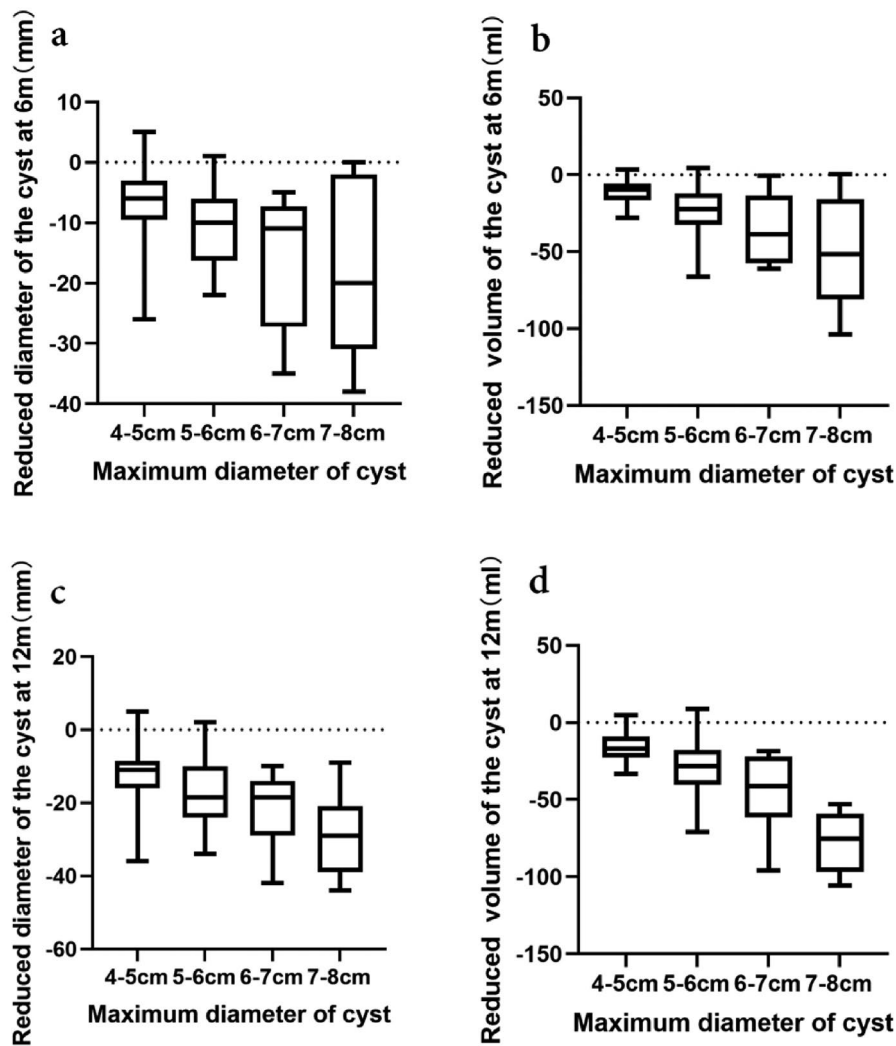 a
Reduced diameter of the cyst at 6m(mm)
10
0
-10
-20
-30
-40
4-5cm 5-6cm 6-7cm 7-8cm
Maximum diameter of cyst
b
Reduced volume of the cyst at 6m(ml)
50
0
-50
-100
-150
4-5cm 5-6cm 6-7cm 7-8cm
Maximum diameter of cyst
c
Reduced diameter of the cyst at 12m(mm)
20
0
-20
-40
-60
4-5cm 5-6cm 6-7cm 7-8cm
Maximum diameter of cyst
d
Reduced volume of the cyst at 12m(ml)
50
0
-50
-100
-150
4-5cm 5-6cm 6-7cm 7-8cm
Maximum diameter of cyst